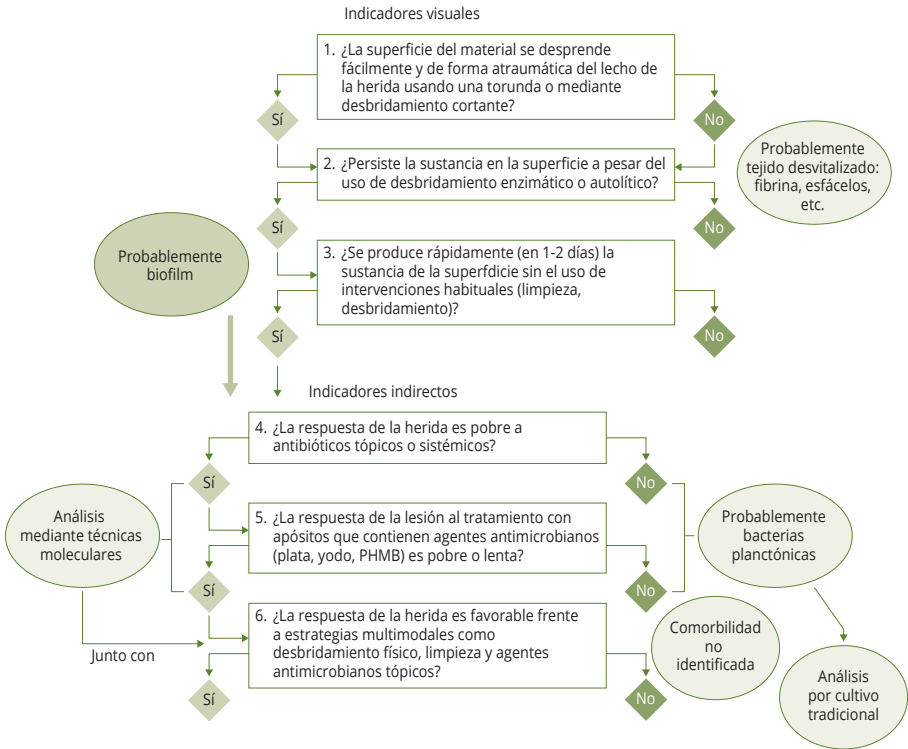 Indicadores visuales
1. ¿La superficie del material se desprende
fácilmente y de forma atraumática del lecho de
la herida usando una torunda o mediante
desbridamiento cortante?
Sí
No
2. ¿Persiste la sustancia en la superficie a pesar del
uso de desbridamiento enzimático o autolítico?
Probablemente
tejido desvitalizado:
fibrina, esfácelos,
etc.
Sí
No
Probablemente
biofilm
3. ¿Se produce rápidamente (en 1-2 días) la
sustancia de la superfdicie sin el uso de
intervenciones habituales (limpieza,
desbridamiento)?
Sí
No
Indicadores indirectos
4. ¿La respuesta de la herida es pobre a
antibióticos tópicos o sistémicos?
Sí
No
Análisis
mediante técnicas
moleculares
5. ¿La respuesta de la lesión al tratamiento con
apósitos que contienen agentes antimicrobianos
(plata, yodo, PHMB) es pobre o lenta?
Probablemente
bacterias
planctónicas
Sí
No
Junto con
6. ¿La respuesta de la herida es favorable frente
a estrategias multimodales como
desbridamiento físico, limpieza y agentes
antimicrobianos tópicos?
Comorbilidad
no
identificada
Sí
No
Análisis
por cultivo
tradicional